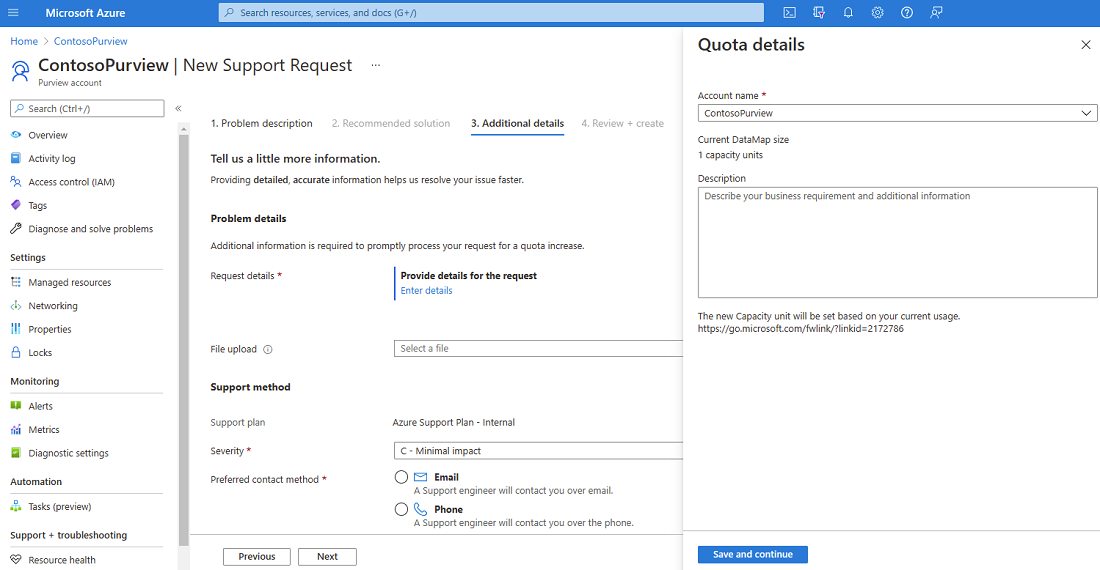 Microsoft Azure
Search resources, services, and docs (G+/)
Home > ContosoPurview
ContosoPurview | New Support Request ...
Purview account
Search (Ctrl+/)
«
Overview
Activity log
Access control (IAM)
Tags
Diagnose and solve problems
Settings
Managed resources
Networking
Properties
Locks
Monitoring
Alerts
Metrics
Diagnostic settings
Automation
Tasks (preview)
Support + troubleshooting
Resource health
1. Problem description 2. Recommended solution 3. Additional details 4. Review + create
Tell us a little more information.
Providing detailed, accurate information helps us resolve your issue faster.
Problem details
Additional information is required to promptly process your request for a quota increase.
Request details *
Provide details for the request
Enter details
File upload
Select a file
Support method
Support plan
Azure Support Plan - Internal
Severity *
C - Minimal impact
Preferred contact method *
Email
A Support engineer will contact you over email.
Phone
A Support engineer will contact you over the phone.
Previous
Next
Quota details
Account name *
ContosoPurview
Current DataMap size
1 capacity units
Description
Describe your business requirement and additional information
The new Capacity unit will be set based on your current usage.
https://go.microsoft.com/fwlink/?linkid=2172786
Save and continue